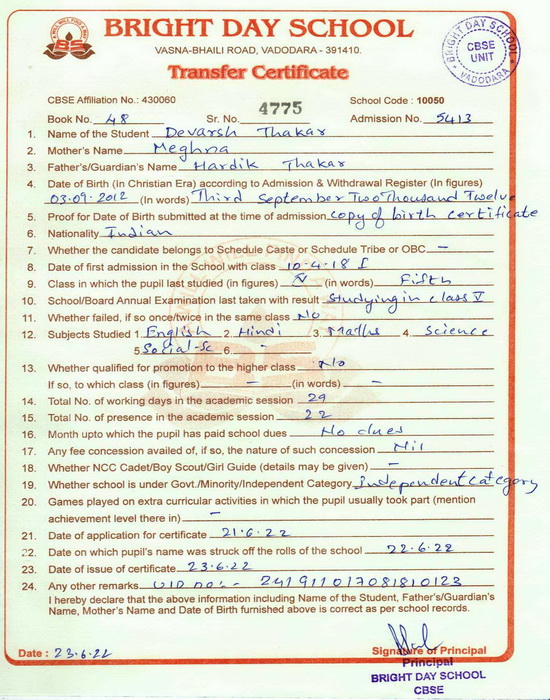 BRIGHT DAY SCHOOL
VASNA-BHAILI ROAD, VADODARA - 391410.
Transfer Certificate
BRIGHT DAY SCHOOL
CBSE
UNIT
VADODARA
CBSE Affiliation No.: 430060
4775
School Code : 10050
Book No. 48 Sr. No. Admission No. 5413
1. Name of the Student Devarsh Thakar
2. Mother's Name Meghna
3. Father's/Guardian's Name Hardik Thakar
4. Date of Birth (In Christian Era) according to Admission & Withdrawal Register (In figures)
03.09.2012 (In words) Third September Two Thousand Twelve
5. Proof for Date of Birth submitted at the time of admission copy of birth certificate
6. Nationality Indian
7. Whether the candidate belongs to Schedule Caste or Schedule Tribe or OBC -
8. Date of first admission in the School with class 10-4-18 I
9. Class in which the pupil last studied (in figures) V (in words) Fifth
10. School/Board Annual Examination last taken with result Studying in class V
11. Whether failed, if so once/twice in the same class No
12. Subjects Studied 1 English 2 Hindi 3. Maths 4. Science
5 Social-Sc 6. -
13. Whether qualified for promotion to the higher class No
If so, to which class (in figures) - (in words) -
14. Total No. of working days in the academic session 29
15. Total No. of presence in the academic session 22
16. Month upto which the pupil has paid school dues No dues
17. Any fee concession availed of, if so, the nature of such concession Nil
18. Whether NCC Cadet/Boy Scout/Girl Guide (details may be given) -
19. Whether school is under Govt./Minority/Independent Category Independent Category
20. Games played on extra curricular activities in which the pupil usually took part (mention
achievement level there in) -
21. Date of application for certificate 21.6.22
22. Date on which pupil's name was struck off the rolls of the school 22.6.22
23. Date of issue of certificate 23.6.22
24. Any other remarks UID no:- 241911017081810123
I hereby declare that the above information including Name of the Student, Father's/Guardian's
Name, Mother's Name and Date of Birth furnished above is correct as per school records.
Date : 23.6.22
Signature of Principal
Principal
BRIGHT DAY SCHOOL
CBSE